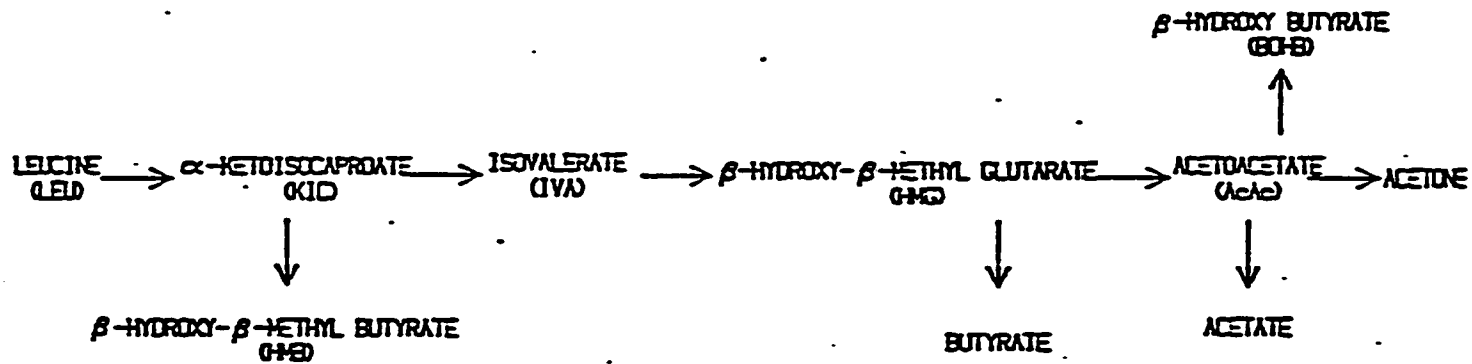 β-HYDROXY BUTYRATE
(BOHB)
LEUCINE
(LEU)
α-KETOISOCAPROATE
(KIC)
ISOVALERATE
(IVA)
β-HYDROXY-β-METHYL GLUTARATE
(HMG)
ACETOACETATE
(AcAc)
ACETONE
β-HYDROXY-β-METHYL BUTYRATE
(HMB)
BUTYRATE
ACETATE